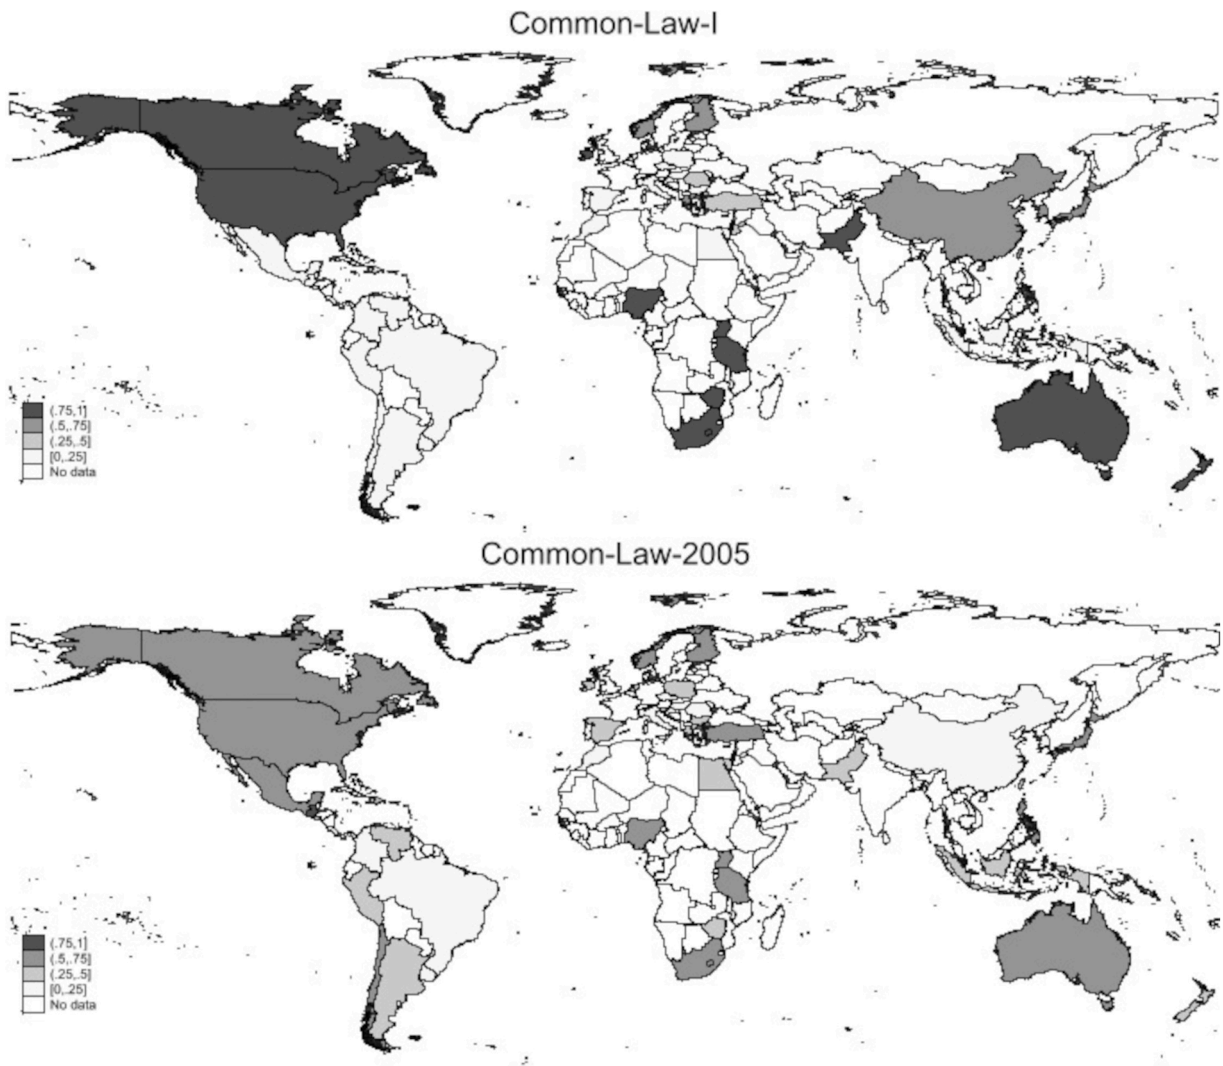 Common-Law-I
(.75,1]
(.5,.75]
(.25,.5]
[0,.25]
No data
Common-Law-2005
(.75,1]
(.5,.75]
(.25,.5]
[0,.25]
No data